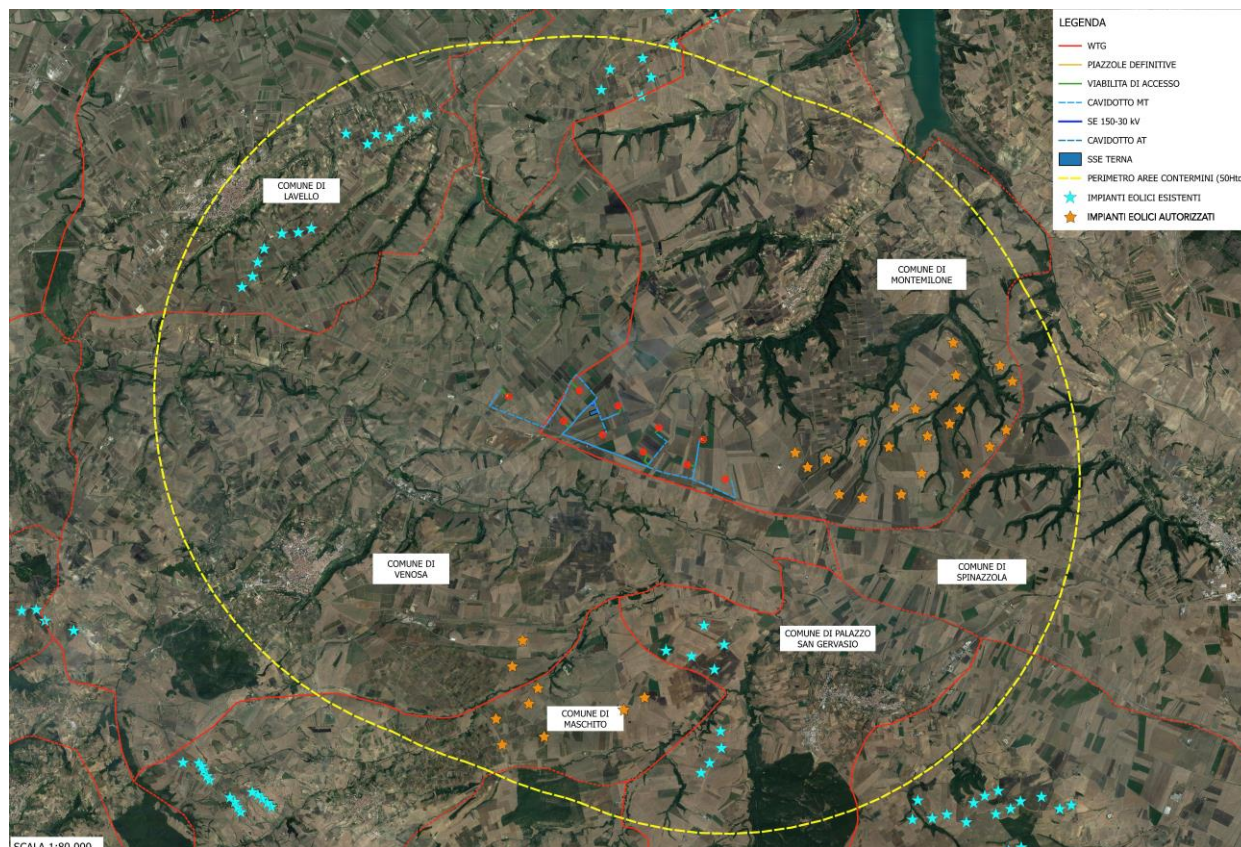 LEGENDA
WTG
PIAZZOLE DEFINITIVE
VIABILITA DI ACCESSO
CAVIDOTTO MT
SE 150-30 kV
CAVIDOTTO AT
SSE TERNA
PERIMETRO AREE CONTERMINI (50Htc
IMPIANTI EOLICI ESISTENTI
IMPIANTI EOLICI AUTORIZZATI
COMUNE DI
LAVELLO
COMUNE DI
MONTEMILONE
COMUNE DI
VENOSA
COMUNE DI
SPINAZZOLA
COMUNE DI PALAZZO
SAN GERVASIO
COMUNE DI
MASCHITO
SCALA 1:80.000